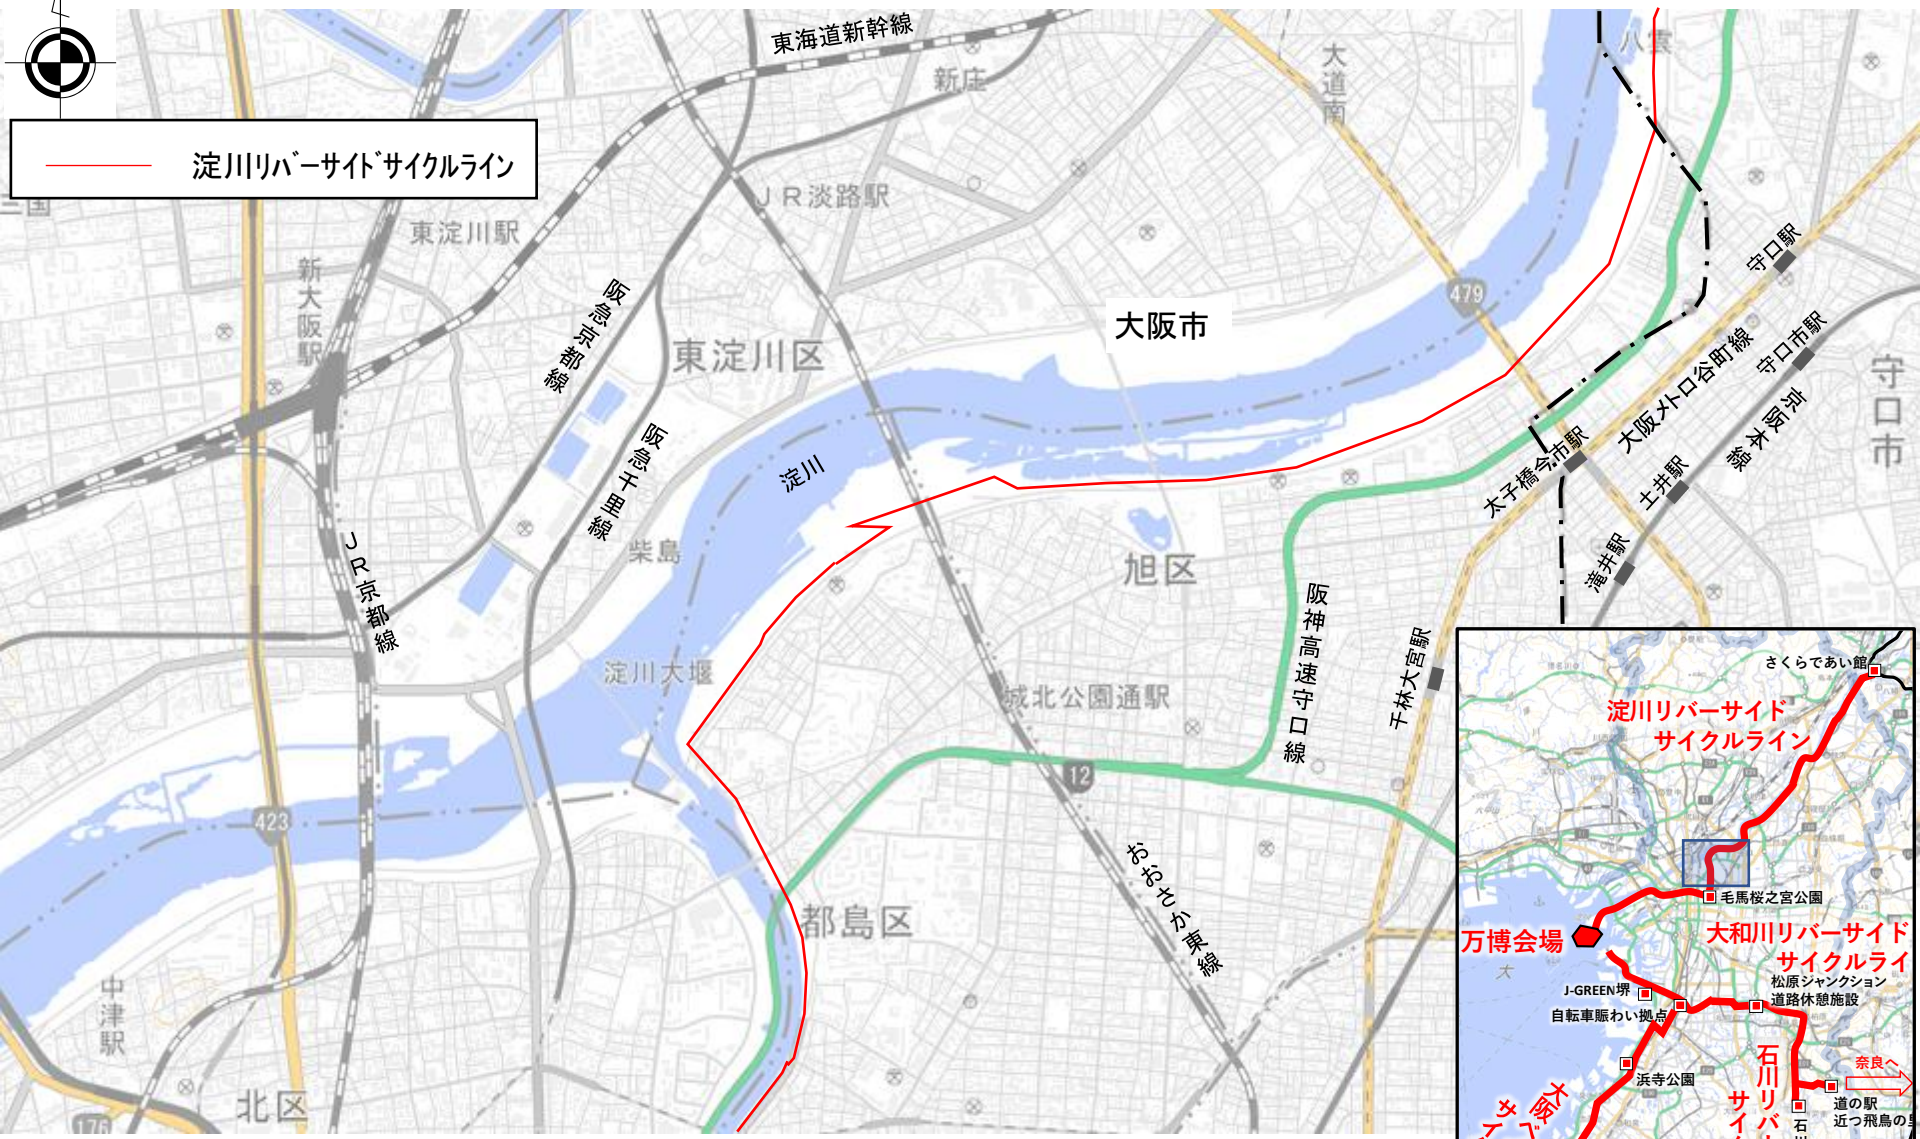 淀川リバーサイドサイクルライン
東海道新幹線
新庄
大道南
八雲
三国
東淀川駅
JR淡路駅
新大阪駅
阪急京都線
東淀川区
大阪市
479
守口駅
守口市駅
大阪メトロ谷町線
京阪本線
守口市
阪急千里線
淀川
太子橋今市駅
土井駅
滝井駅
柴島
旭区
JR京都線
阪神高速守口線
千林大宮駅
淀川大堰
城北公園通駅
12
423
おおさか東線
都島区
中津駅
北区
176
さくらであい館
淀川リバーサイド
サイクルライン
毛馬桜之宮公園
万博会場
大和川リバーサイド
サイクルライ
松原ジャンクション
道路休憩施設
J-GREEN堺
自転車賑わい拠点
浜寺公園
石川リバ
サイ
奈良へ
道の駅
近つ飛鳥の
大阪
サイ
石
大